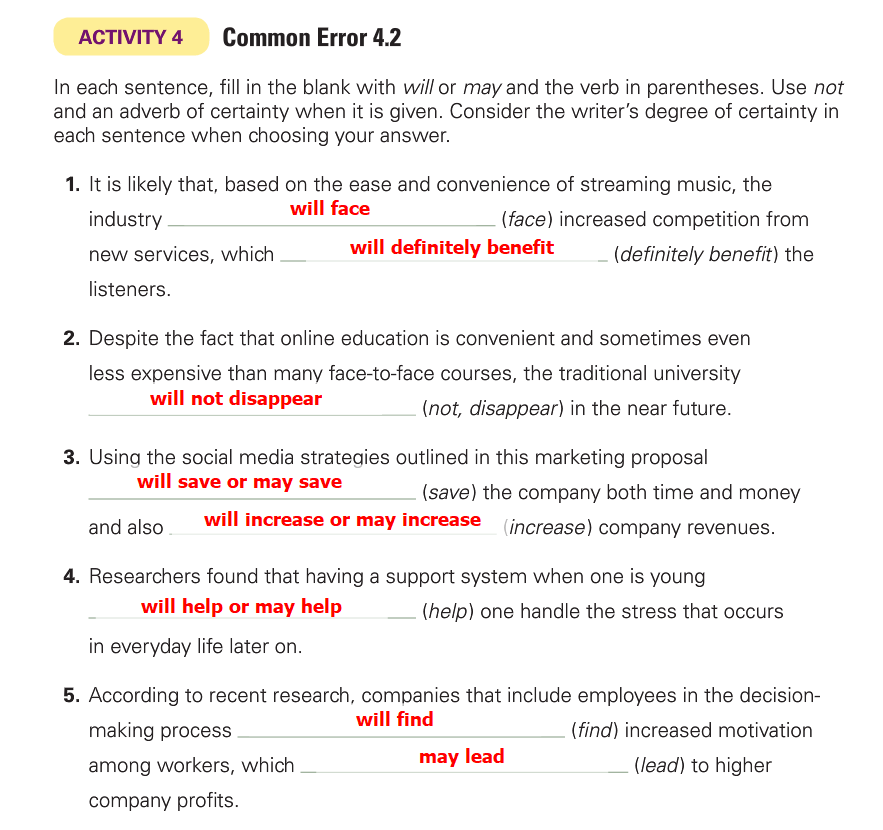 ACTIVITY 4 Common Error 4.2
In each sentence, fill in the blank with will or may and the verb in parentheses. Use not
and an adverb of certainty when it is given. Consider the writer’s degree of certainty in
each sentence when choosing your answer.
1. It is likely that, based on the ease and convenience of streaming music, the
industry will face (face) increased competition from
new services, which will definitely benefit (definitely benefit) the
listeners.
2. Despite the fact that online education is convenient and sometimes even
less expensive than many face-to-face courses, the traditional university
will not disappear (not, disappear) in the near future.
3. Using the social media strategies outlined in this marketing proposal
will save or may save (save) the company both time and money
and also will increase or may increase (increase) company revenues.
4. Researchers found that having a support system when one is young
will help or may help (help) one handle the stress that occurs
in everyday life later on.
5. According to recent research, companies that include employees in the decision-
making process will find (find) increased motivation
among workers, which may lead (lead) to higher
company profits.